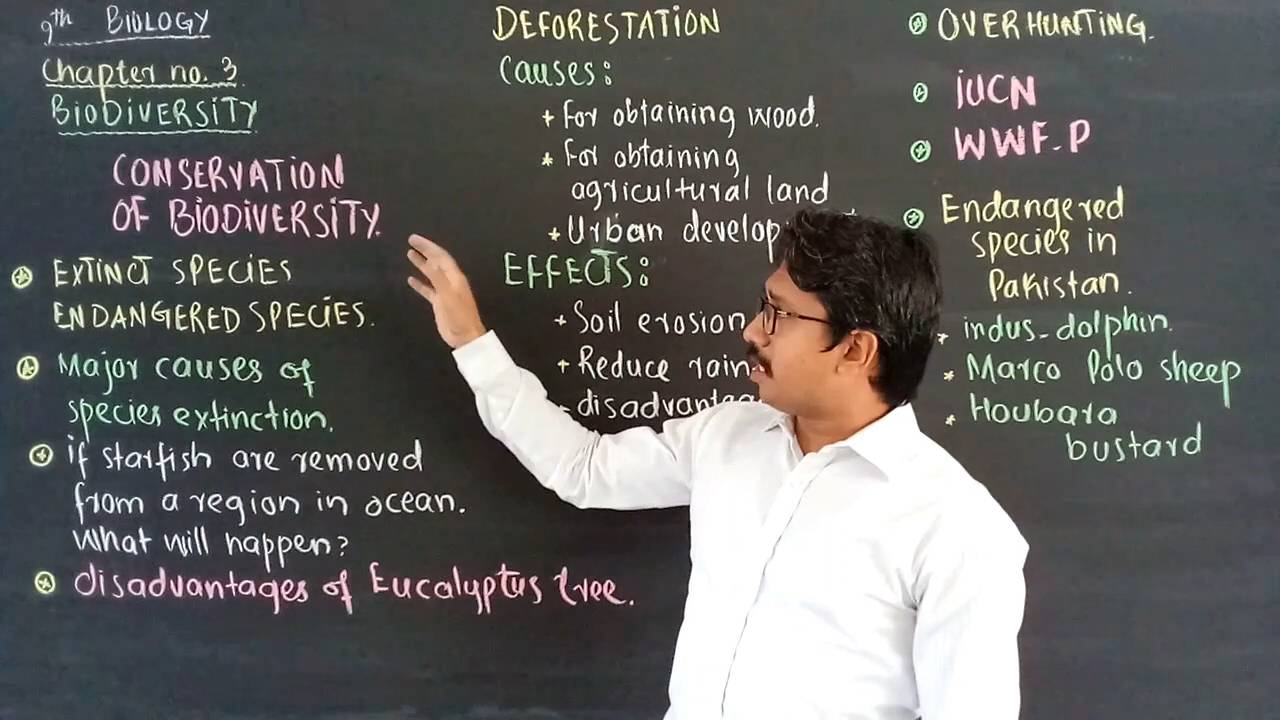 9th BIOLOGY
Chapter no. 3
BIODIVERSITY
CONSERVATION
OF BIODIVERSITY.
EXTINCT SPECIES
ENDANGERED SPECIES.
Major causes of
species extinction.
if starfish are removed
from a region in ocean.
What will happen?
disadvantages of Eucalyptus tree.
DEFORESTATION
Causes:
+ For obtaining wood.
* For obtaining
agricultural land
* Urban
EFFECTS:
+ Soil erosion
+ Reduce
OVER HUNTING.
IUCN
WWF-P
Endangered
species in
Pakistan.
* indus-dolphin.
* Marco Polo sheep
* Houbara
bustard